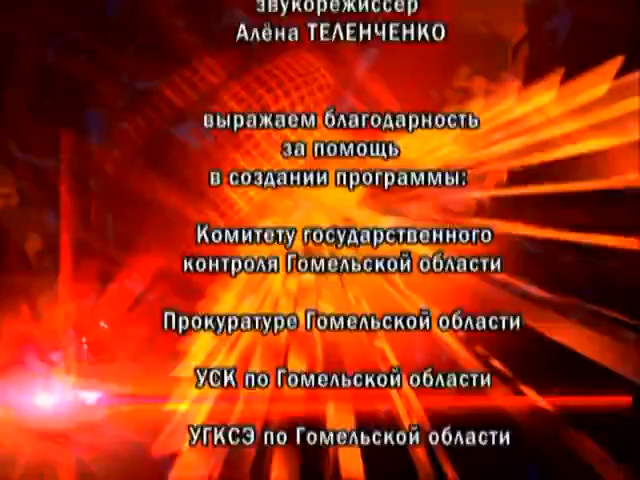 звукорежиссер
Алёна ТЕЛЕНЧЕНКО
выражаем благодарность
за помощь
в создании программы:
Комитету государственного
контроля Гомельской области
Прокуратуре Гомельской области
УСК по Гомельской области
УГКСЭ по Гомельской области